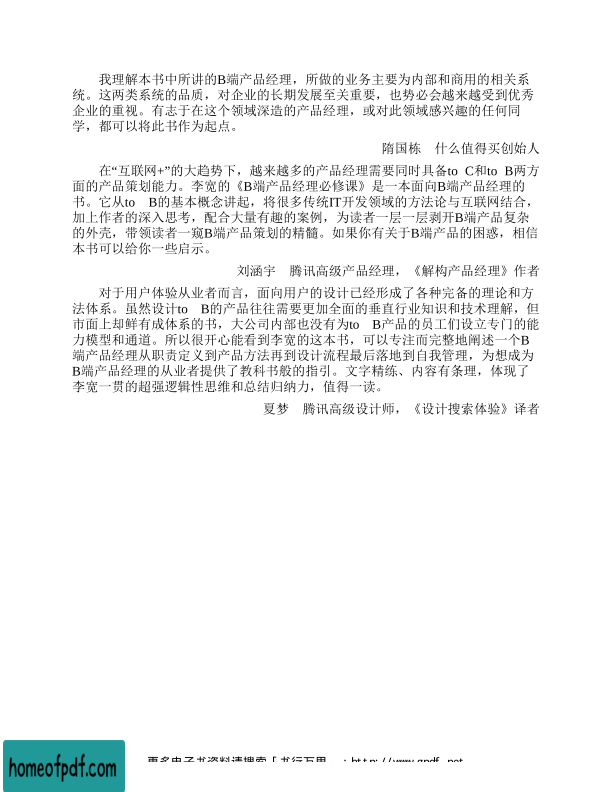 我理解本书中所讲的B端产品经理，所做的业务主要为内部和商用的相关系
统。这两类系统的品质，对企业的长期发展至关重要，也势必会越来越受到优秀
企业的重视。有志于在这个领域深造的产品经理，或对此领域感兴趣的任何同
学，都可以将此书作为起点。
隋国栋　什么值得买创始人
在“互联网+”的大趋势下，越来越多的产品经理需要同时具备to C和to B两方
面的产品策划能力。李宽的《B端产品经理必修课》是一本面向B端产品经理的
书。它从to B的基本概念讲起，将很多传统IT开发领域的方法论与互联网结合，
加上作者的深入思考，配合大量有趣的案例，为读者一层一层剥开B端产品复杂
的外壳，带领读者一窥B端产品策划的精髓。如果你有关于B端产品的困惑，相信
本书可以给你一些启示。
刘涵宇　腾讯高级产品经理，《解构产品经理》作者
对于用户体验从业者而言，面向用户的设计已经形成了各种完备的理论和方
法体系。虽然设计to B的产品往往需要更加全面的垂直行业知识和技术理解，但
市面上却鲜有成体系的书，大公司内部也没有为to B产品的员工们设立专门的能
力模型和通道。所以很开心能看到李宽的这本书，可以专注而完整地阐述一个B
端产品经理从职责定义到产品方法再到设计流程最后落地到自我管理，为想成为
B端产品经理的从业者提供了教科书般的指引。文字精练、内容有条理，体现了
李宽一贯的超强逻辑性思维和总结归纳力，值得一读。
夏梦　腾讯高级设计师，《设计搜索体验》译者
homeofpdf.com